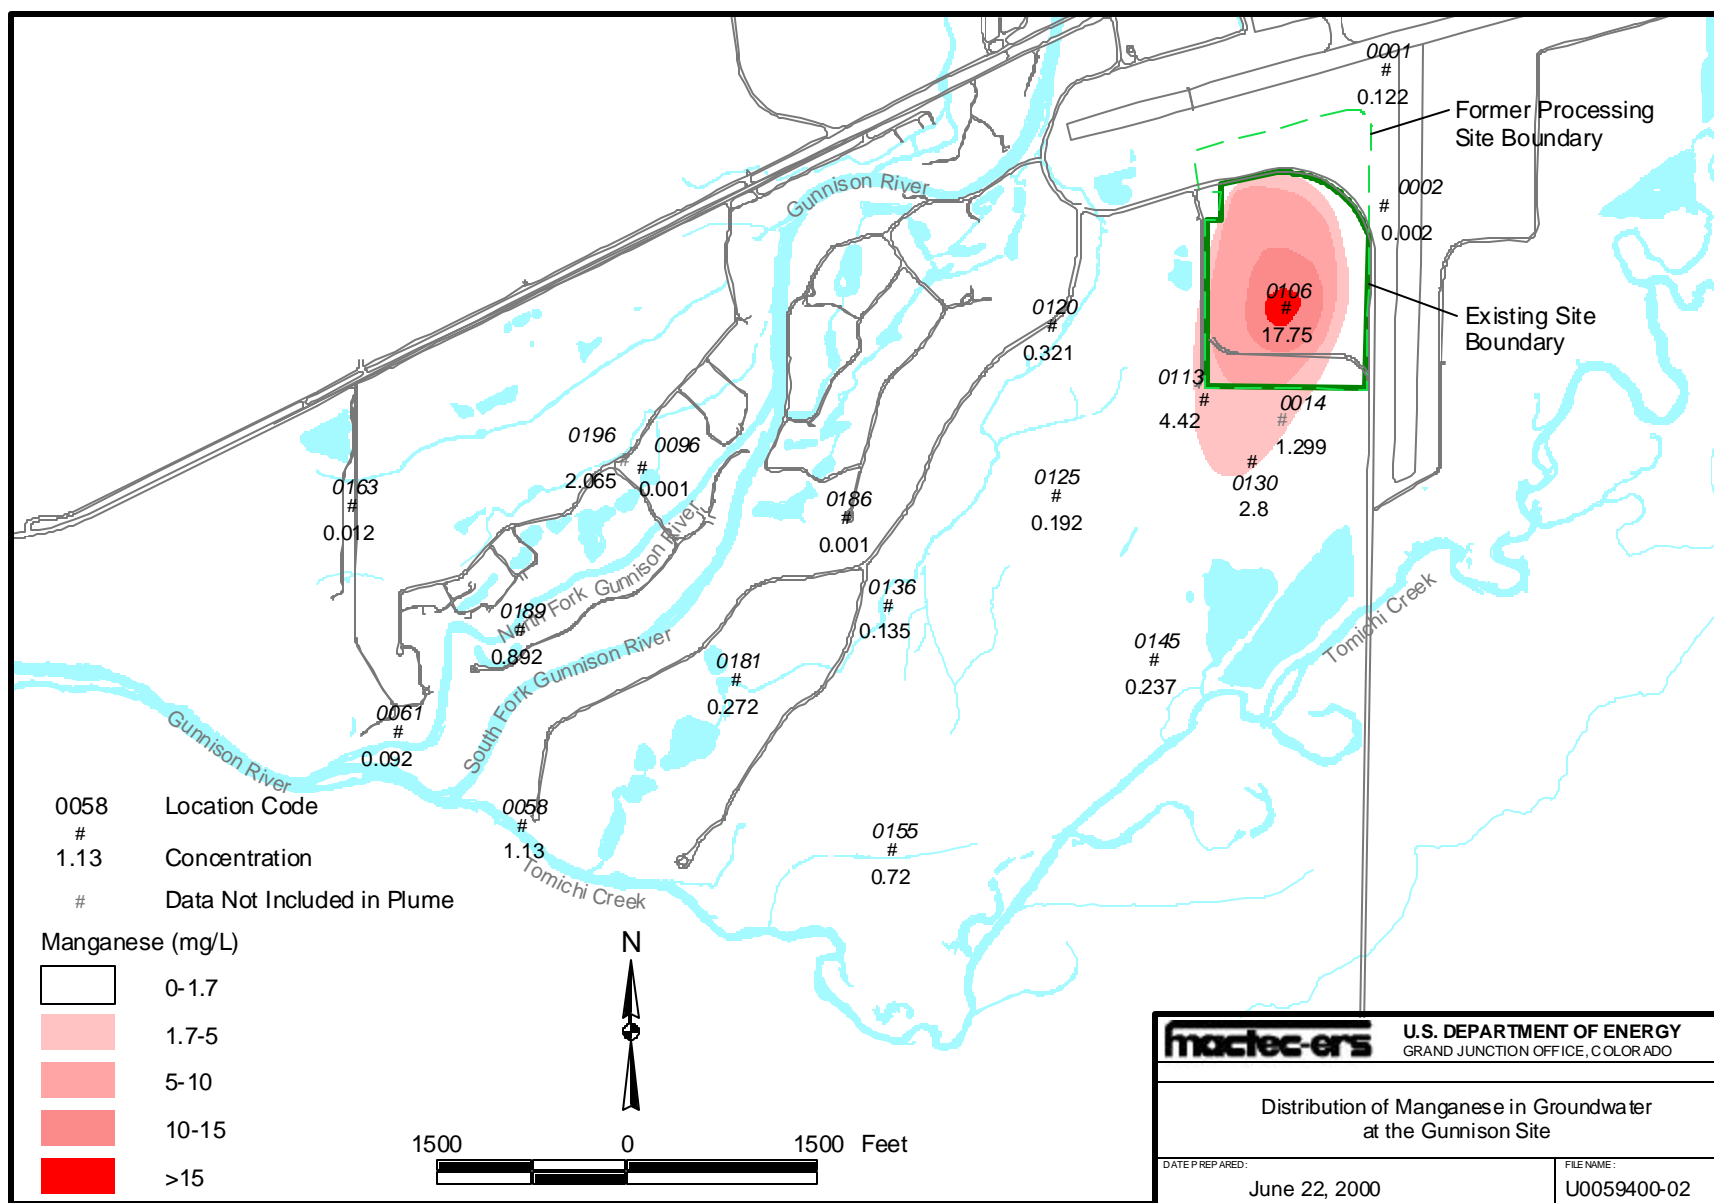 0001
#
0.122
Former Processing
Site Boundary
Gunnison River
0002
#
0.002
0106
#
17.75
0120
#
0.321
Existing Site
Boundary
0113
#
4.42
0014
#
1.299
0196
#
2.065
0096
#
0.001
0130
#
2.8
0163
#
0.012
0186
#
0.001
0125
#
0.192
North Fork Gunnison River
0136
#
0.135
0189
#
0.892
South Fork Gunnison River
0181
#
0.272
0145
#
0.237
Tomichi Creek
0061
#
0.092
Gunnison River
0058
#
1.13
Tomichi Creek
0155
#
0.72
0058 Location Code
#
1.13 Concentration
# Data Not Included in Plume
Manganese (mg/L)
0-1.7
1.7-5
5-10
10-15
>15
N
1500 0 1500 Feet
mactec-ers
U.S. DEPARTMENT OF ENERGY
GRAND JUNCTION OFFICE, COLORADO
Distribution of Manganese in Groundwater
at the Gunnison Site
DATE PREPARED:
June 22, 2000
FILENAME:
U0059400-02